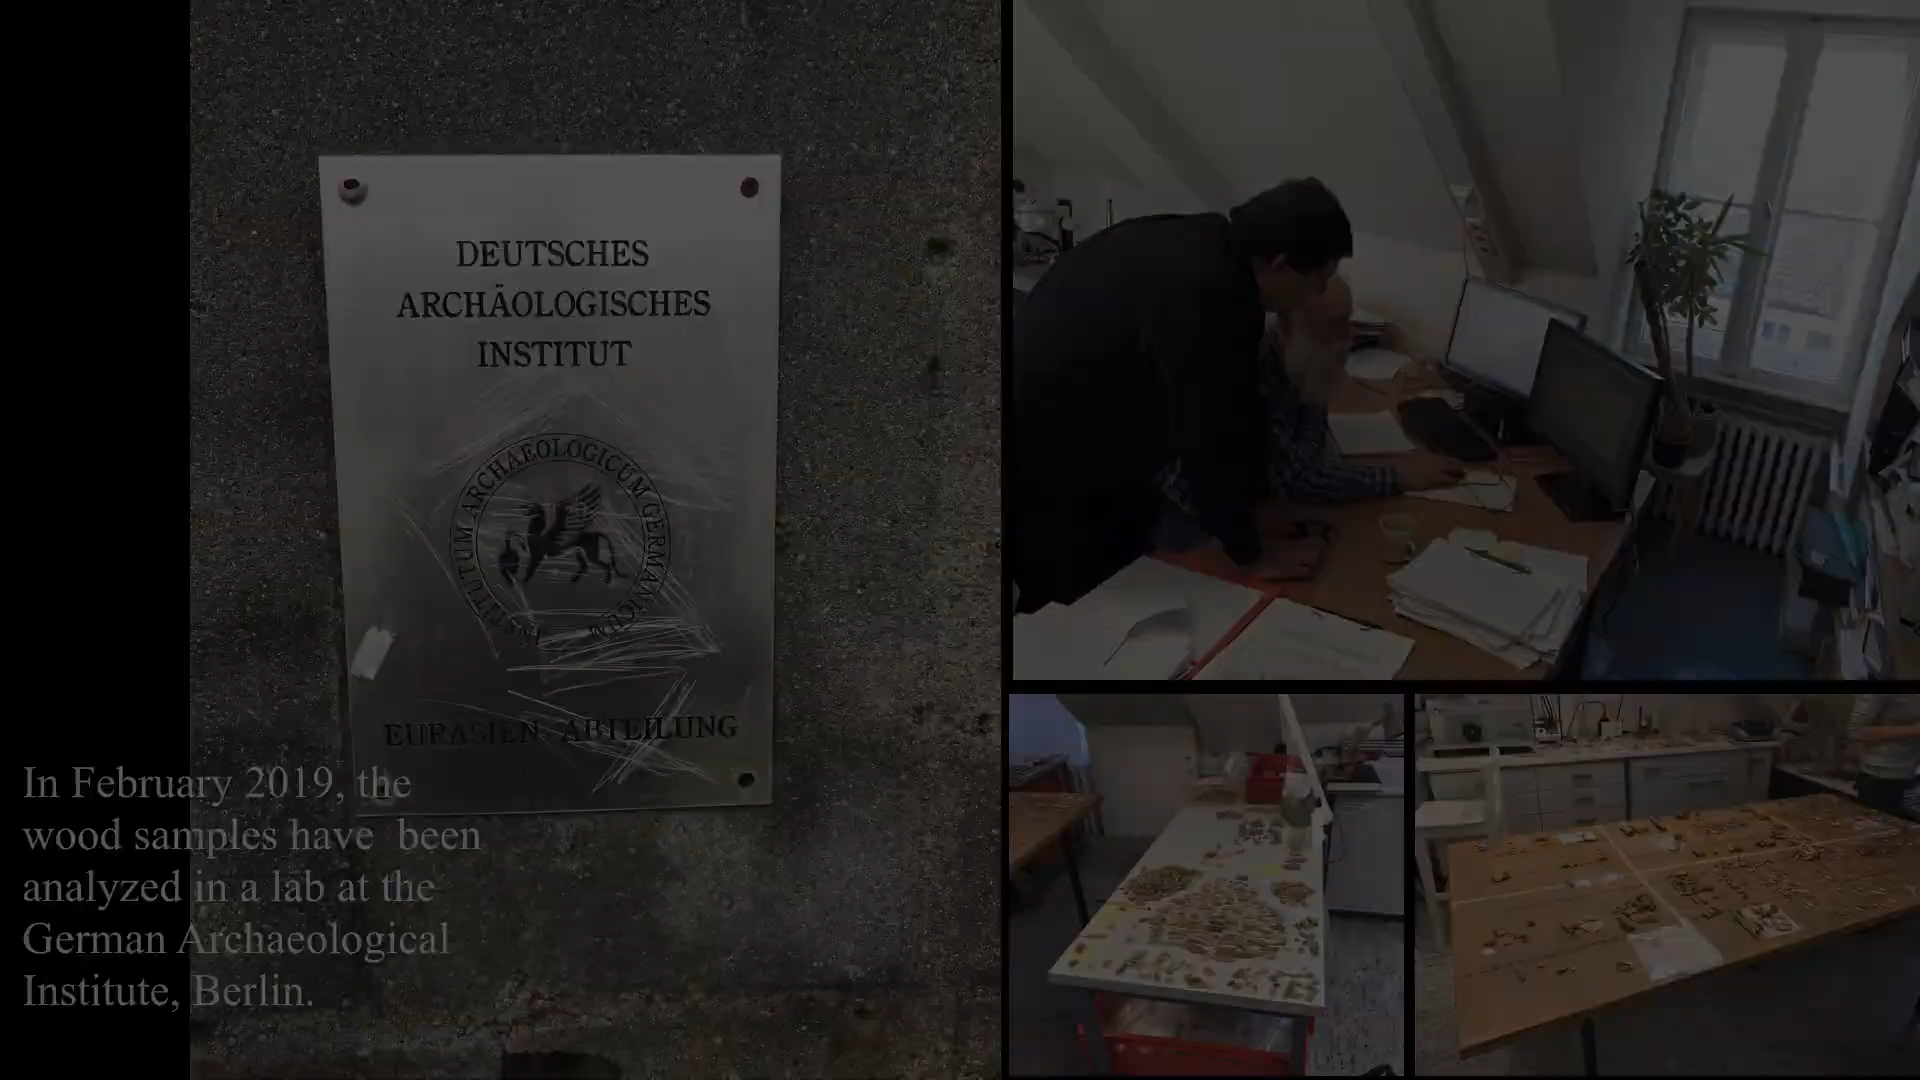 DEUTSCHES
ARCHÄOLOGISCHES
INSTITUT
INSTITUTUM ARCHAEOLOGICUM GERMANICUM
EURASIEN ABTEILUNG
In February 2019, the
wood samples have been
analyzed in a lab at the
German Archaeological
Institute, Berlin.